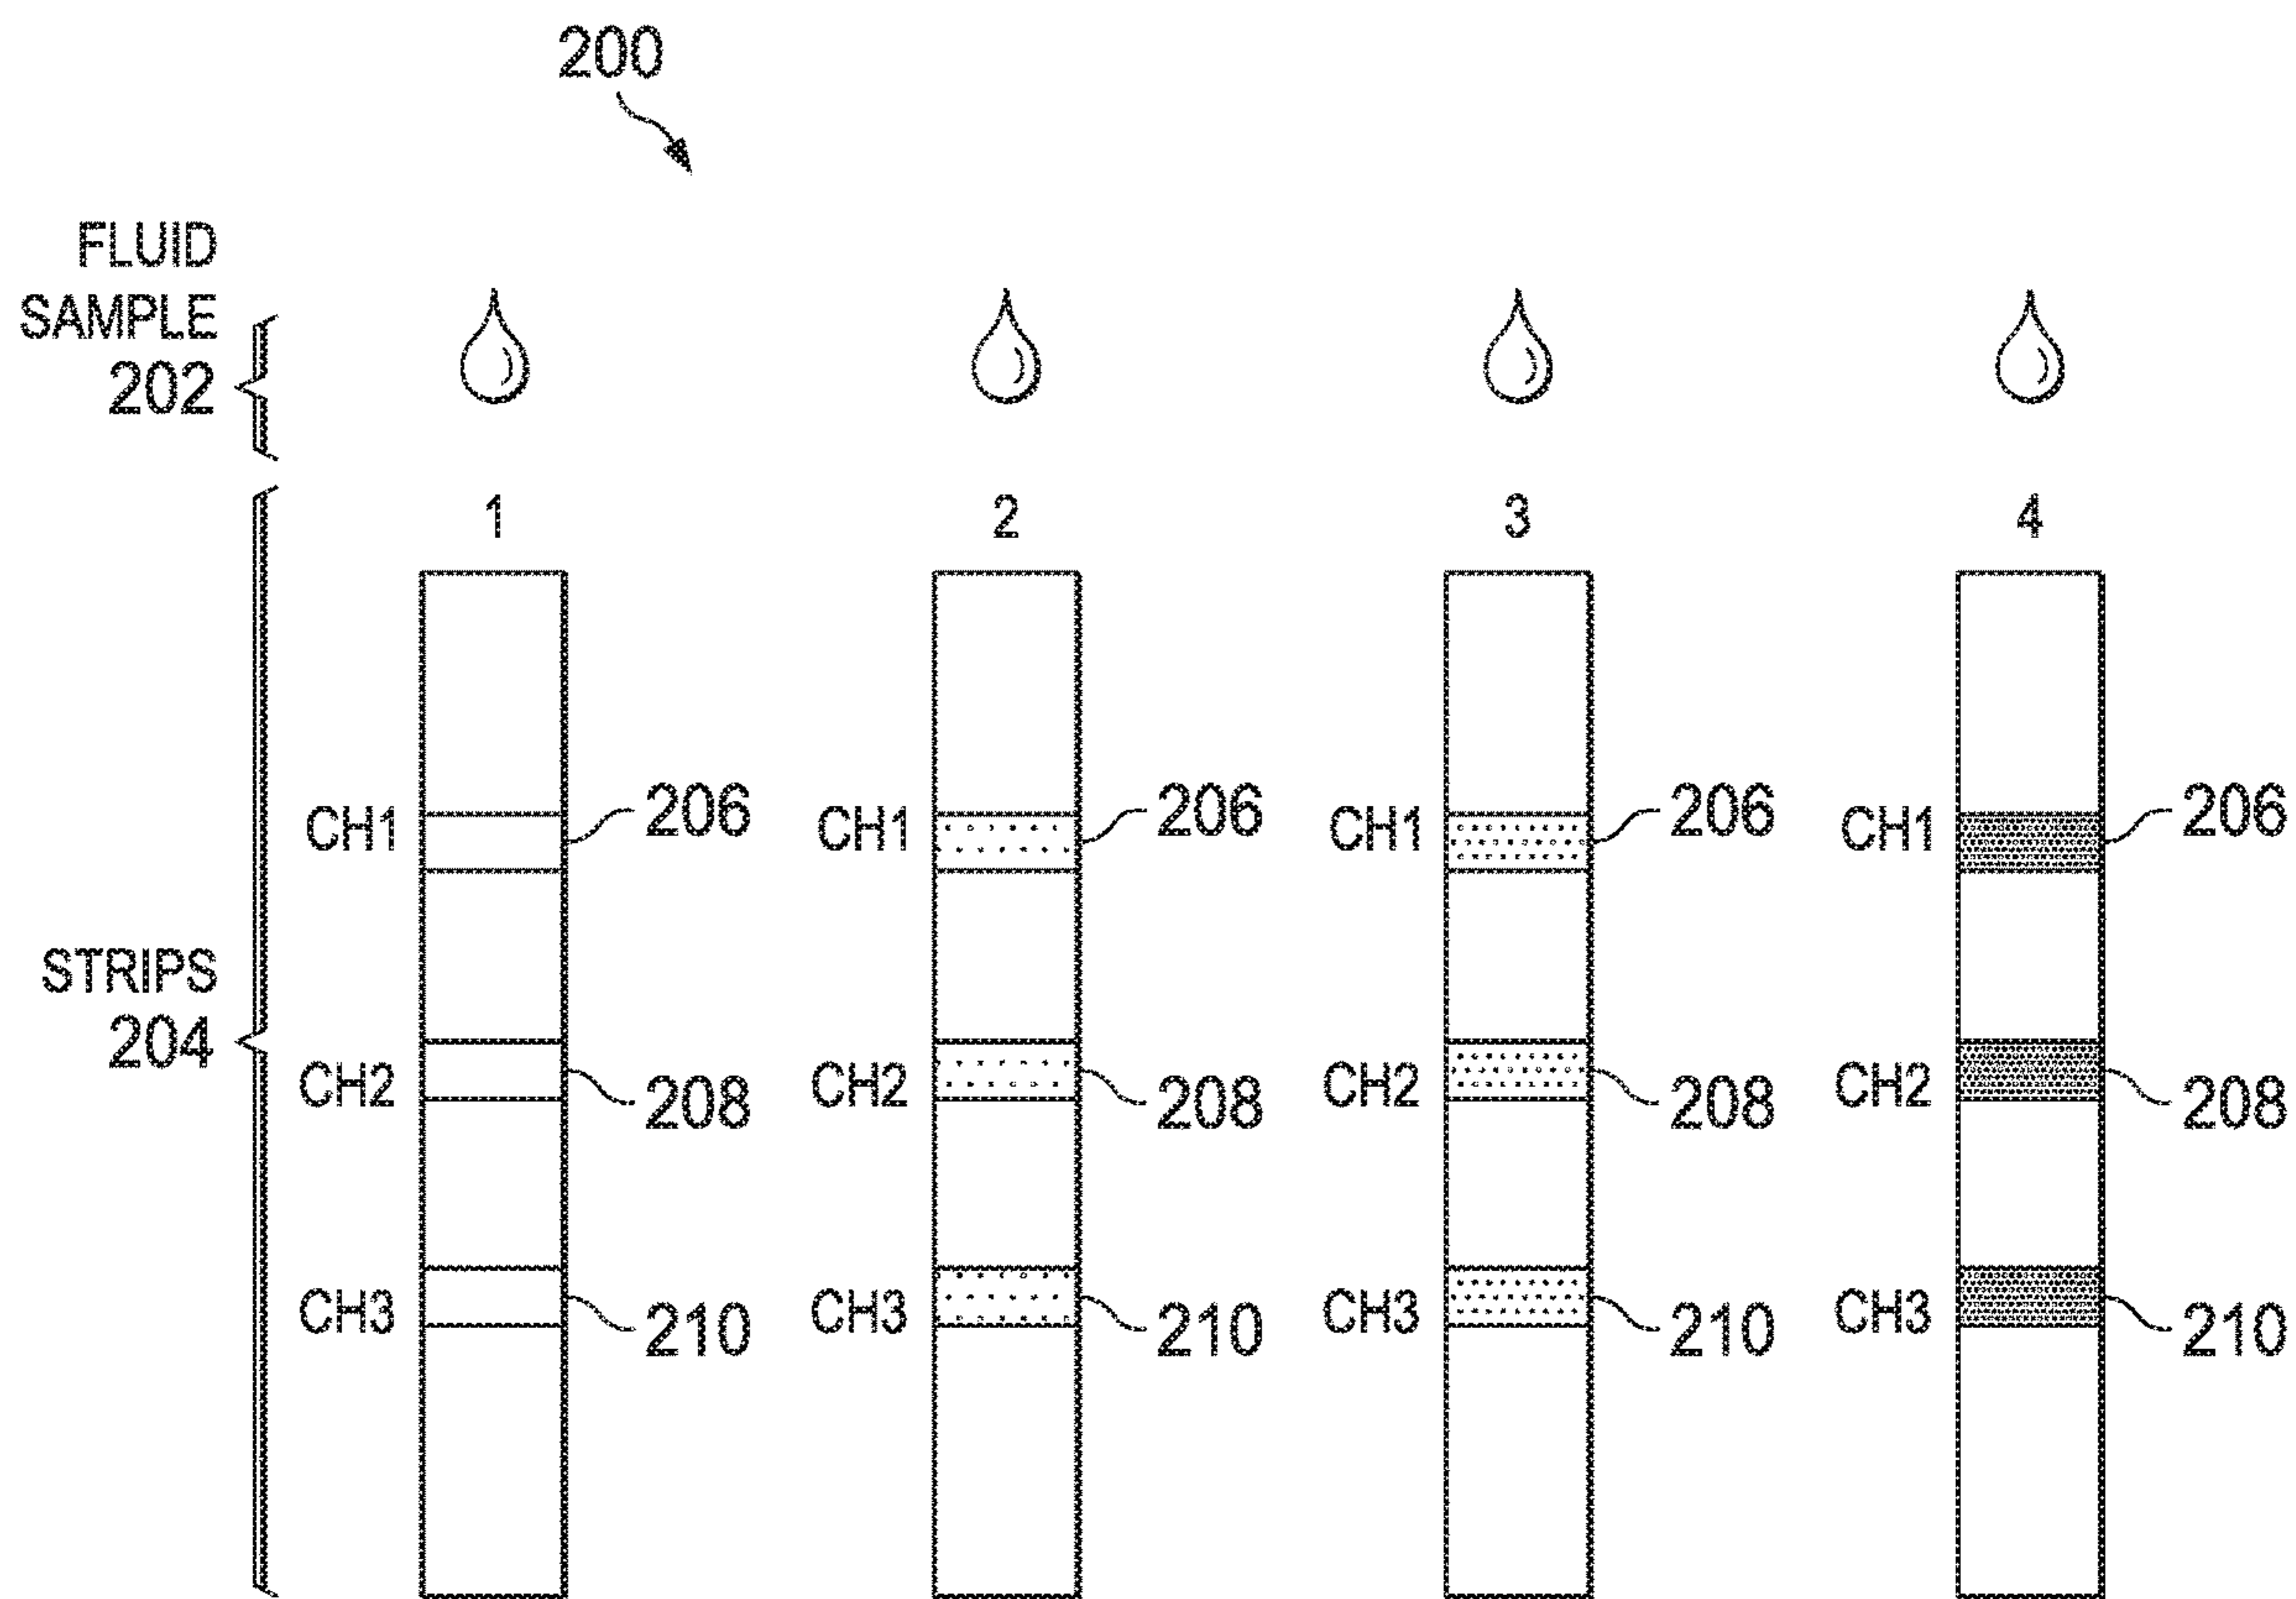 200
FLUID
SAMPLE
202
1 2 3 4
CH1 206 CH1 206 CH1 206 CH1 206
STRIPS
204
CH2 208 CH2 208 CH2 208 CH2 208
CH3 210 CH3 210 CH3 210 CH3 210